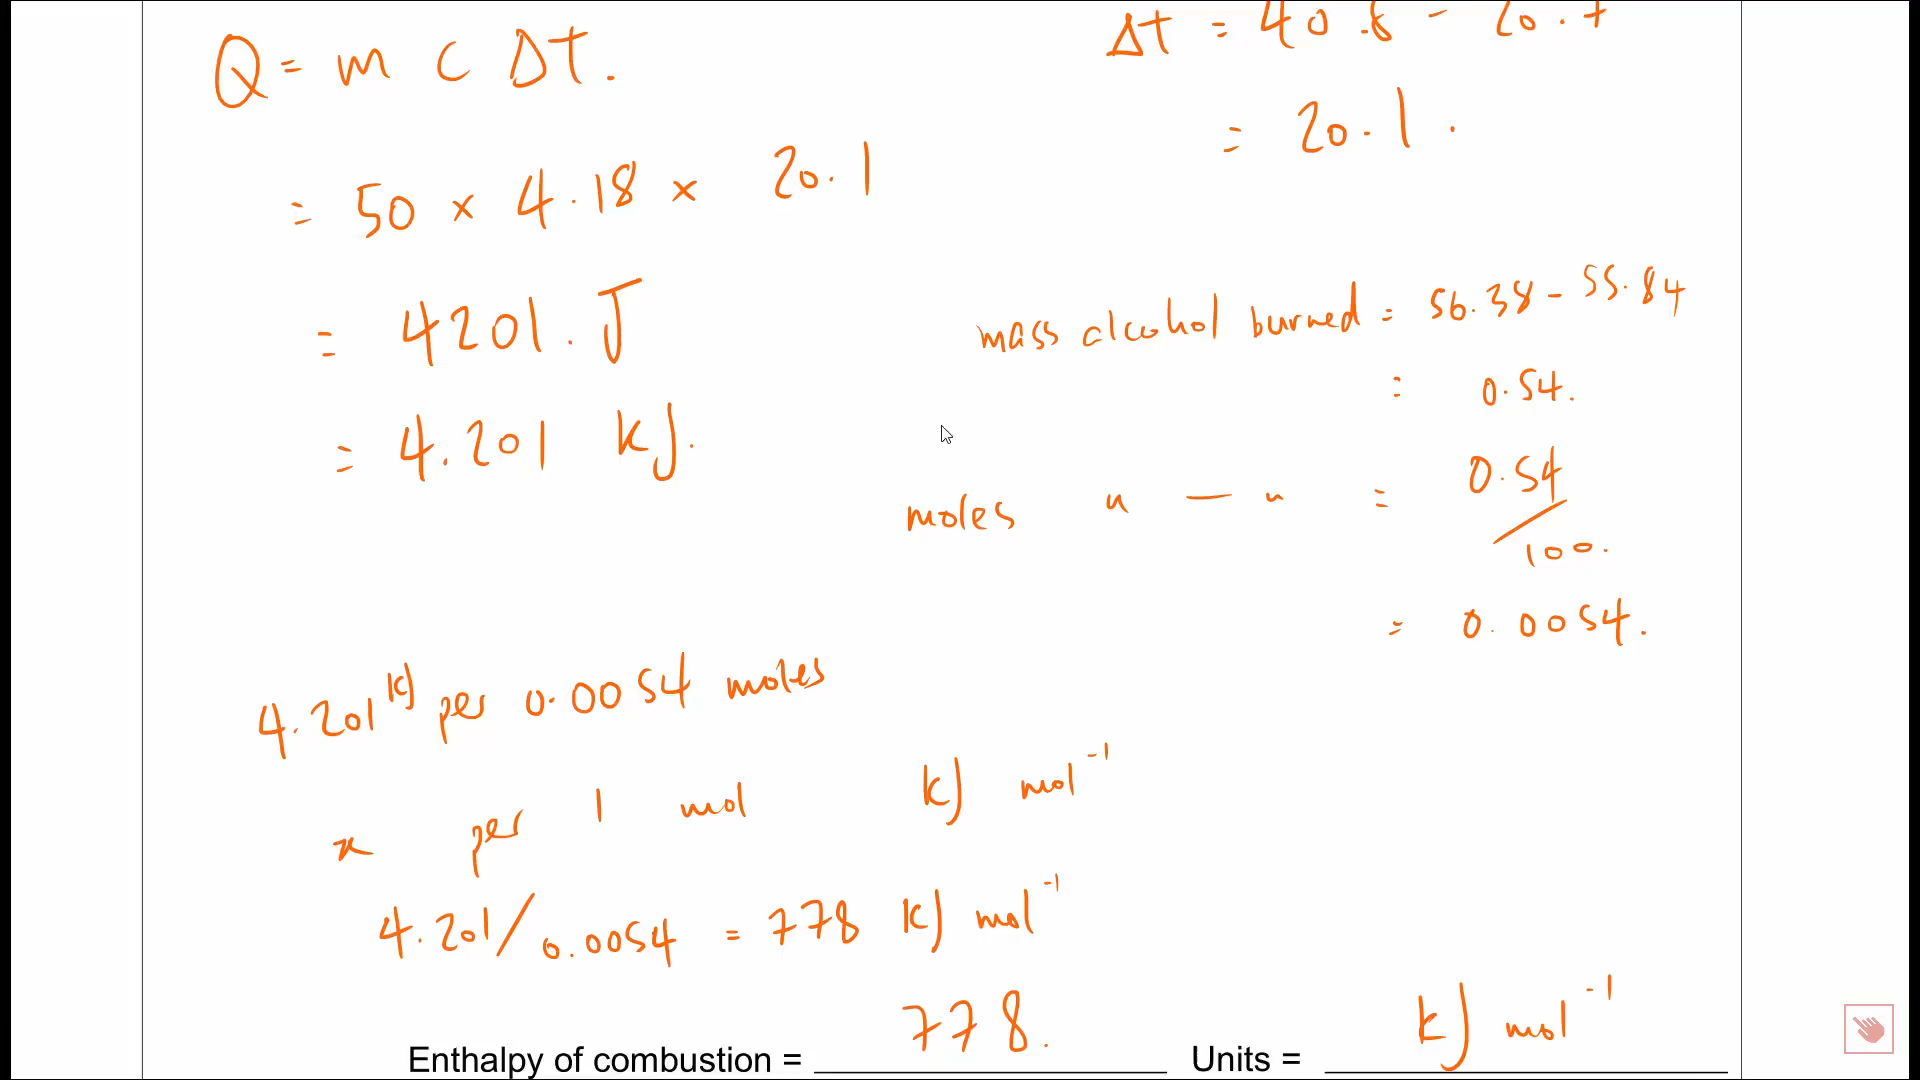 Q = m c Δt.
= 50 × 4.18 × 20.1
= 4201. J
= 4.201 kJ.
Δt = 40.8 - 20.7
= 20.1.
mass alcohol burned = 56.38 - 55.84
= 0.54.
moles " — " = 0.54
/ 100.
= 0.0054.
4.201 kJ per 0.0054 moles
x per 1 mol kJ mol⁻¹
4.201 / 0.0054 = 778 kJ mol⁻¹
Enthalpy of combustion = 778. Units = kJ mol⁻¹